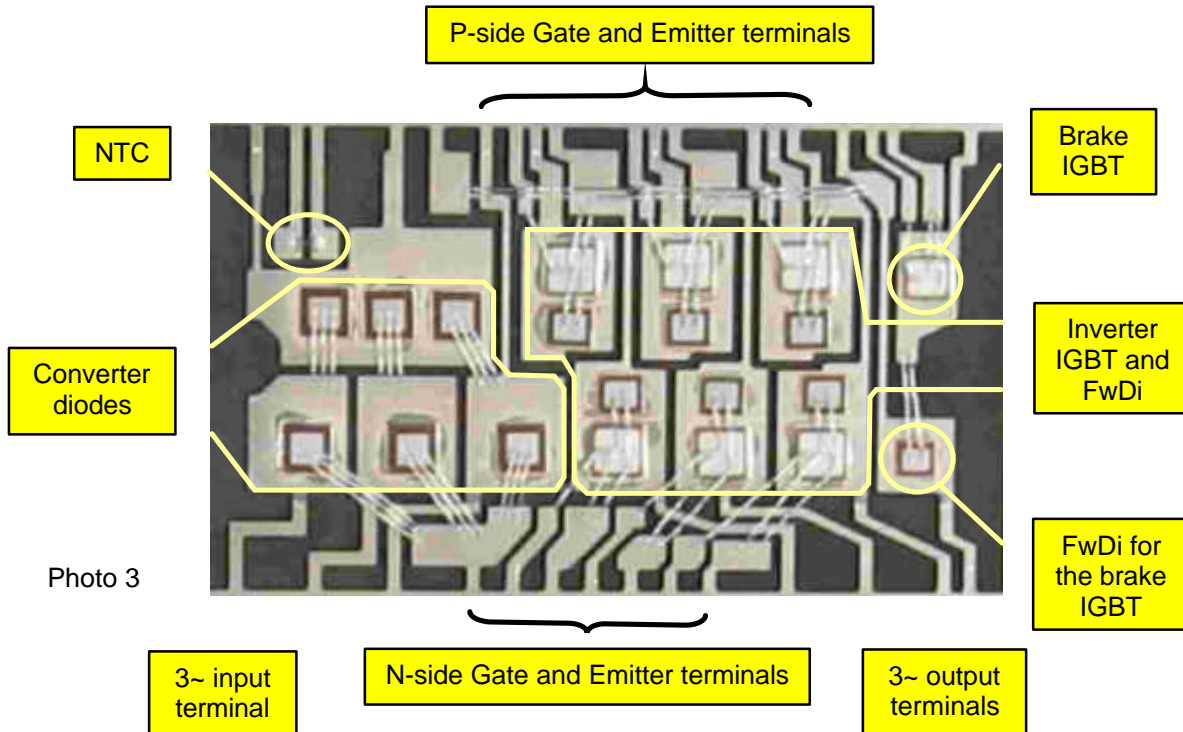 P-side Gate and Emitter terminals
NTC
Brake
IGBT
Converter
diodes
Inverter
IGBT and
FwDi
FwDi for
the brake
IGBT
Photo 3
3~ input
terminal
N-side Gate and Emitter terminals
3~ output
terminals